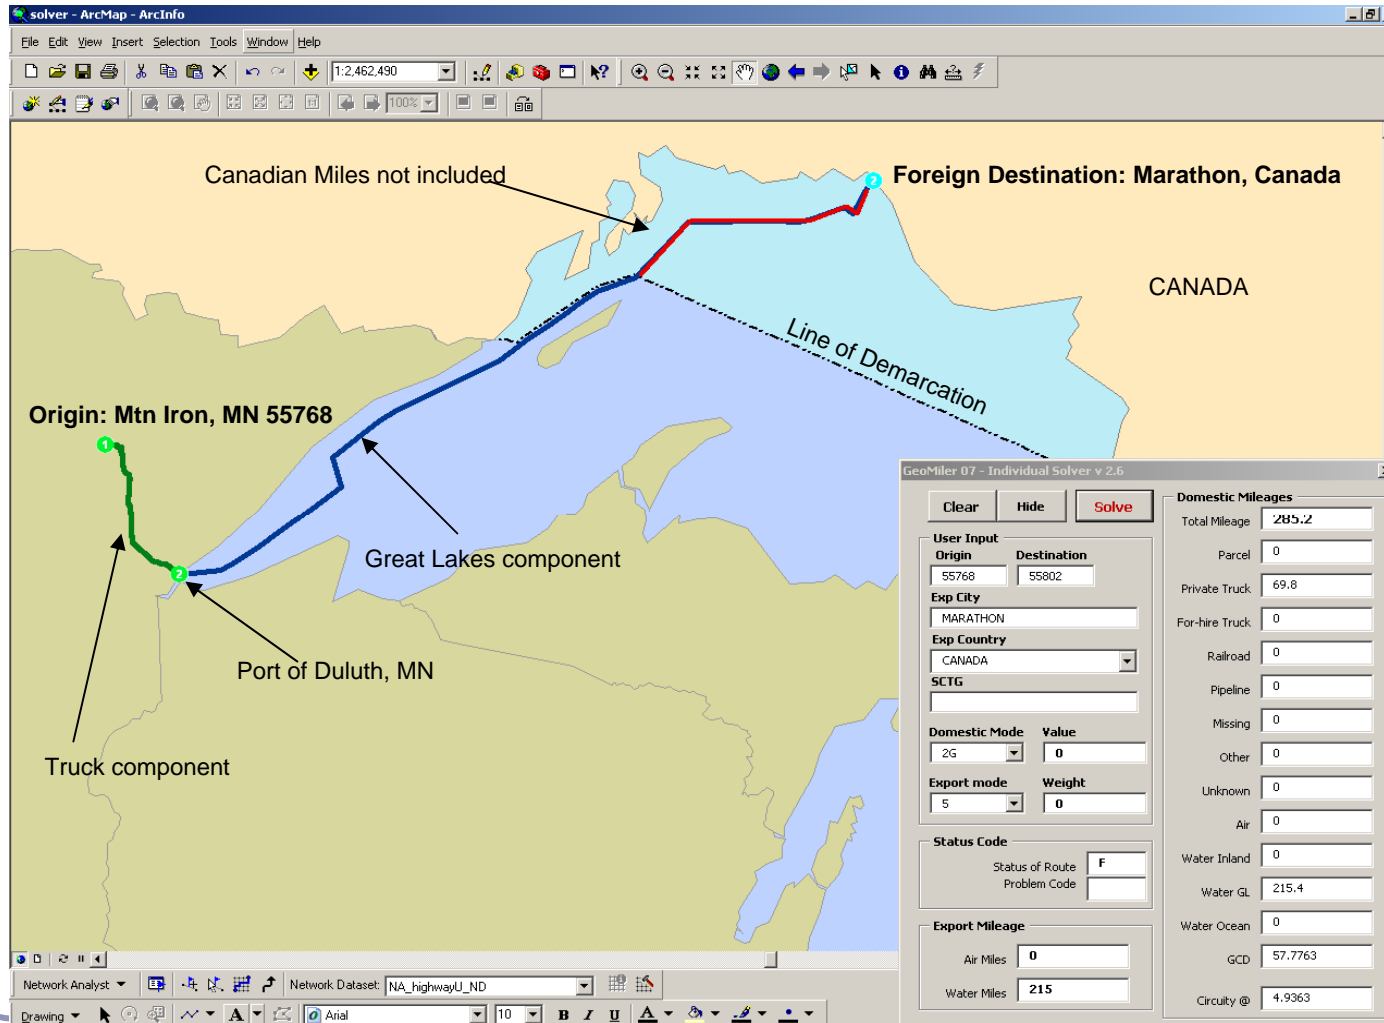 solver - ArcMap - ArcInfo
File Edit View Insert Selection Tools Window Help
1:2,462,490
100%
Canadian Miles not included
Foreign Destination: Marathon, Canada
2
CANADA
Line of Demarcation
Origin: Mtn Iron, MN 55768
1
Great Lakes component
2
Port of Duluth, MN
Truck component
GeoMiler 07 - Individual Solver v 2.6
Clear Hide Solve
User Input
Origin Destination
55768 55802
Exp City
MARATHON
Exp Country
CANADA
SCTG
Domestic Mode Value
2G 0
Export mode Weight
5 0
Status Code
Status of Route F
Problem Code
Export Mileage
Air Miles 0
Water Miles 215
Domestic Mileages
Total Mileage 285.2
Parcel 0
Private Truck 69.8
For-hire Truck 0
Railroad 0
Pipeline 0
Missing 0
Other 0
Unknown 0
Air 0
Water Inland 0
Water GL 215.4
Water Ocean 0
GCD 57.7763
Circuity @ 4.9363
Network Analyst Network Dataset: NA_highwayU_ND
Drawing A Arial 10 B I U A